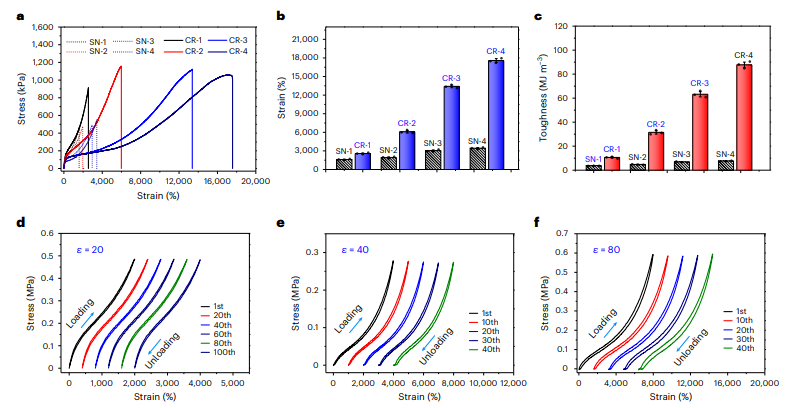 a
1,600
1,400
1,200
1,000
800
600
400
200
0
Stress (kPa)
SN-1 SN-3 CR-1 CR-3
SN-2 SN-4 CR-2 CR-4
0 4,000 8,000 12,000 16,000 20,000
Strain (%)
b
21,000
18,000
15,000
12,000
9,000
6,000
3,000
0
Strain (%)
SN-1 CR-1 SN-2 CR-2 SN-3 CR-3 SN-4 CR-4
c
120
100
80
60
40
20
0
Toughness (MJ m⁻³)
SN-1 CR-1 SN-2 CR-2 SN-3 CR-3 SN-4 CR-4
d
ε = 20
0.6
0.5
0.4
0.3
0.2
0.1
0
Stress (MPa)
Loading
Unloading
1st
20th
40th
60th
80th
100th
0 1,000 2,000 3,000 4,000 5,000
Strain (%)
e
ε = 40
0.3
0.2
0.1
0
Stress (MPa)
Loading
Unloading
1st
10th
20th
30th
40th
0 2,000 4,000 6,000 8,000 10,000 12,000
Strain (%)
f
ε = 80
0.7
0.6
0.5
0.4
0.3
0.2
0.1
0
Stress (MPa)
Loading
Unloading
1st
10th
20th
30th
40th
0 4,000 8,000 12,000 16,000 20,000
Strain (%)